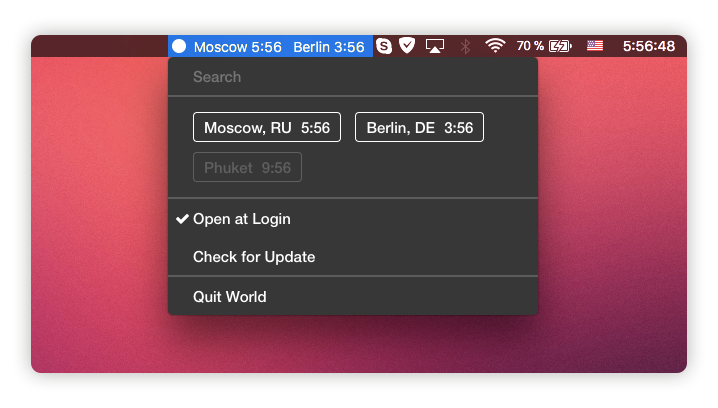 Moscow 5:56 Berlin 3:56 S 70 % 5:56:48
Search
Moscow, RU 5:56 Berlin, DE 3:56
Phuket 9:56
Open at Login
Check for Update
Quit World